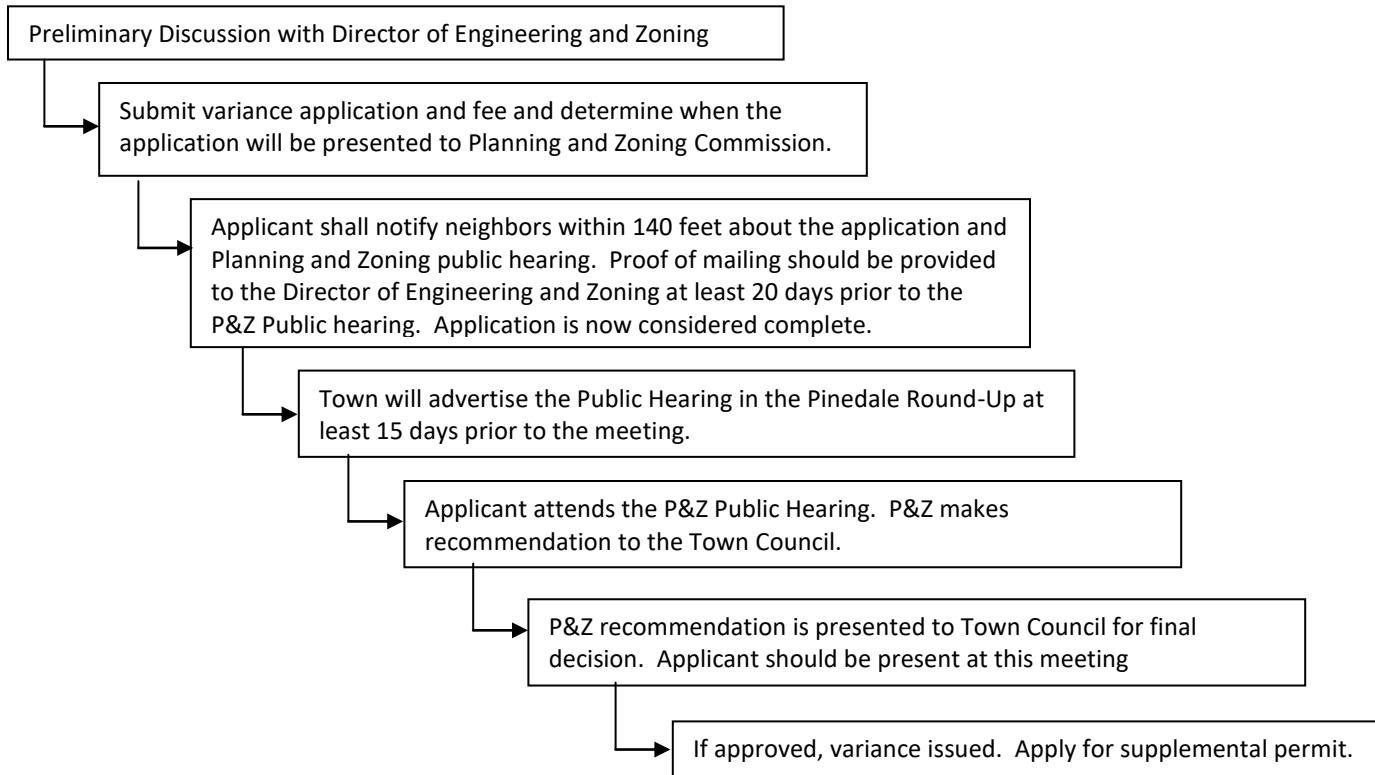 Preliminary Discussion with Director of Engineering and Zoning
Submit variance application and fee and determine when the
application will be presented to Planning and Zoning Commission.
Applicant shall notify neighbors within 140 feet about the application and
Planning and Zoning public hearing.  Proof of mailing should be provided
to the Director of Engineering and Zoning at least 20 days prior to the
P&Z Public hearing.  Application is now considered complete.
Town will advertise the Public Hearing in the Pinedale Round-Up at
least 15 days prior to the meeting.
Applicant attends the P&Z Public Hearing.  P&Z makes
recommendation to the Town Council.
P&Z recommendation is presented to Town Council for final
decision.  Applicant should be present at this meeting
If approved, variance issued.  Apply for supplemental permit.